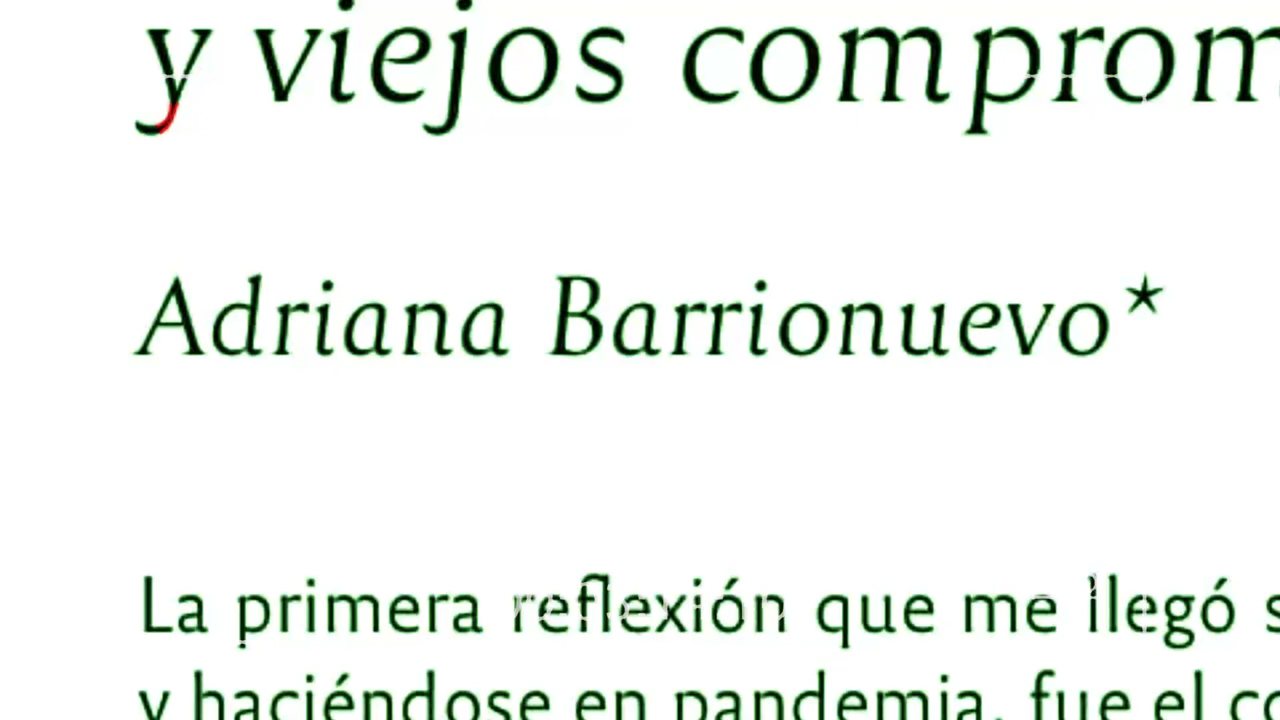 y viejos comprom
Adriana Barrionuevo*
La primera reflexión que me llegó s
y haciéndose en pandemia, fue el co